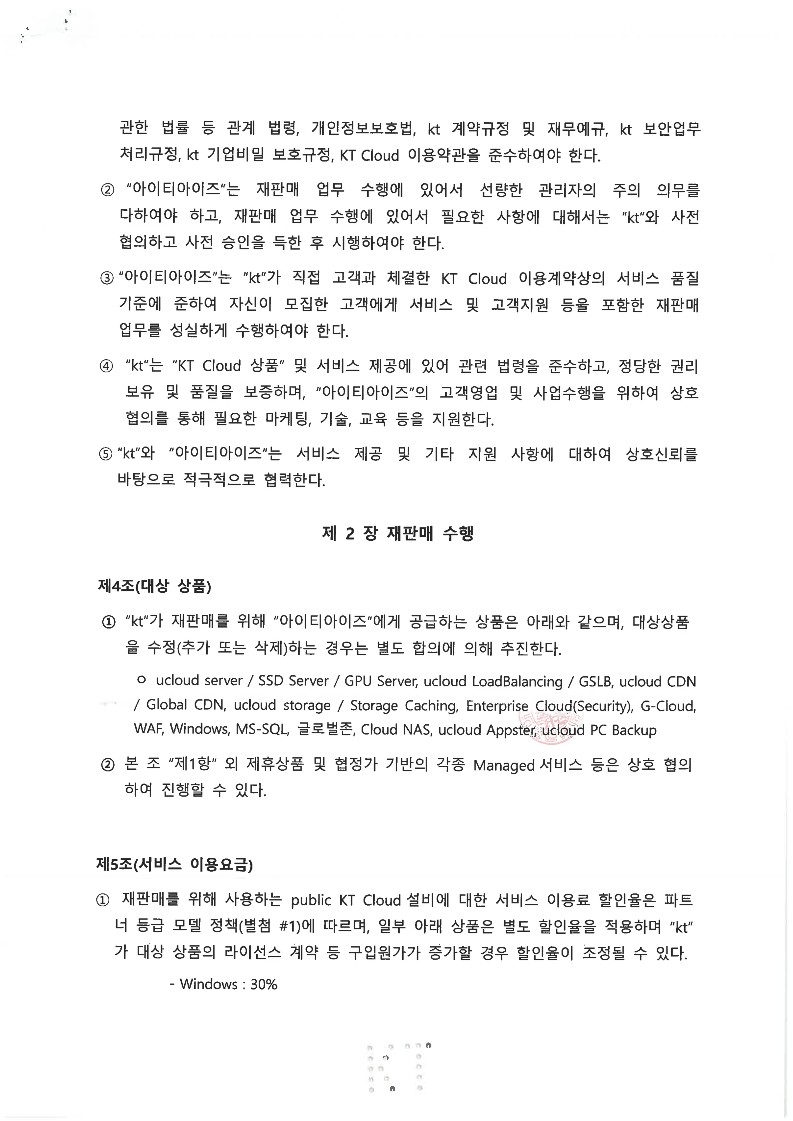 관한 법률 등 관계 법령, 개인정보보호법, kt 계약규정 및 재무예규, kt 보안업무
처리규정, kt 기업비밀 보호규정, KT Cloud 이용약관을 준수하여야 한다.
② "아이티아이즈"는 재판매 업무 수행에 있어서 선량한 관리자의 주의 의무를
다하여야 하고, 재판매 업무 수행에 있어서 필요한 사항에 대해서는 "kt"와 사전
협의하고 사전 승인을 득한 후 시행하여야 한다.
③ "아이티아이즈"는 "kt"가 직접 고객과 체결한 KT Cloud 이용계약상의 서비스 품질
기준에 준하여 자신이 모집한 고객에게 서비스 및 고객지원 등을 포함한 재판매
업무를 성실하게 수행하여야 한다.
④ "kt"는 "KT Cloud 상품" 및 서비스 제공에 있어 관련 법령을 준수하고, 정당한 권리
보유 및 품질을 보증하며, "아이티아이즈"의 고객영업 및 사업수행을 위하여 상호
협의를 통해 필요한 마케팅, 기술, 교육 등을 지원한다.
⑤ "kt"와 "아이티아이즈"는 서비스 제공 및 기타 지원 사항에 대하여 상호신뢰를
바탕으로 적극적으로 협력한다.
제 2 장 재판매 수행
제4조(대상 상품)
① "kt"가 재판매를 위해 "아이티아이즈"에게 공급하는 상품은 아래와 같으며, 대상상품
을 수정(추가 또는 삭제)하는 경우는 별도 합의에 의해 추진한다.
ㅇ ucloud server / SSD Server / GPU Server, ucloud LoadBalancing / GSLB, ucloud CDN
/ Global CDN, ucloud storage / Storage Caching, Enterprise Cloud(Security), G-Cloud,
WAF, Windows, MS-SQL, 글로벌존, Cloud NAS, ucloud Appster, ucloud PC Backup
② 본 조 "제1항" 외 제휴상품 및 협정가 기반의 각종 Managed 서비스 등은 상호 협의
하여 진행할 수 있다.
제5조(서비스 이용요금)
① 재판매를 위해 사용하는 public KT Cloud 설비에 대한 서비스 이용료 할인율은 파트
너 등급 모델 정책(별첨 #1)에 따르며, 일부 아래 상품은 별도 할인율을 적용하며 "kt"
가 대상 상품의 라이선스 계약 등 구입원가가 증가할 경우 할인율이 조정될 수 있다.
- Windows : 30%
KT